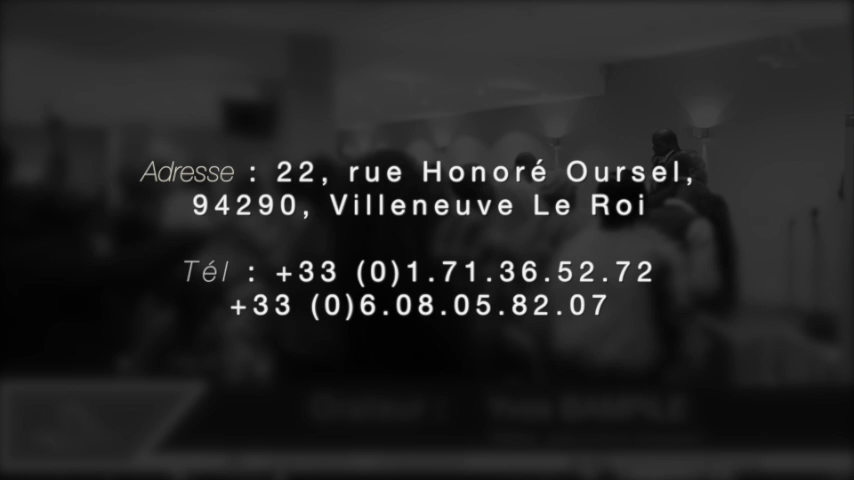 Adresse : 22, rue Honoré Oursel,
94290, Villeneuve Le Roi
Tél : +33 (0)1.71.36.52.72
+33 (0)6.08.05.82.07